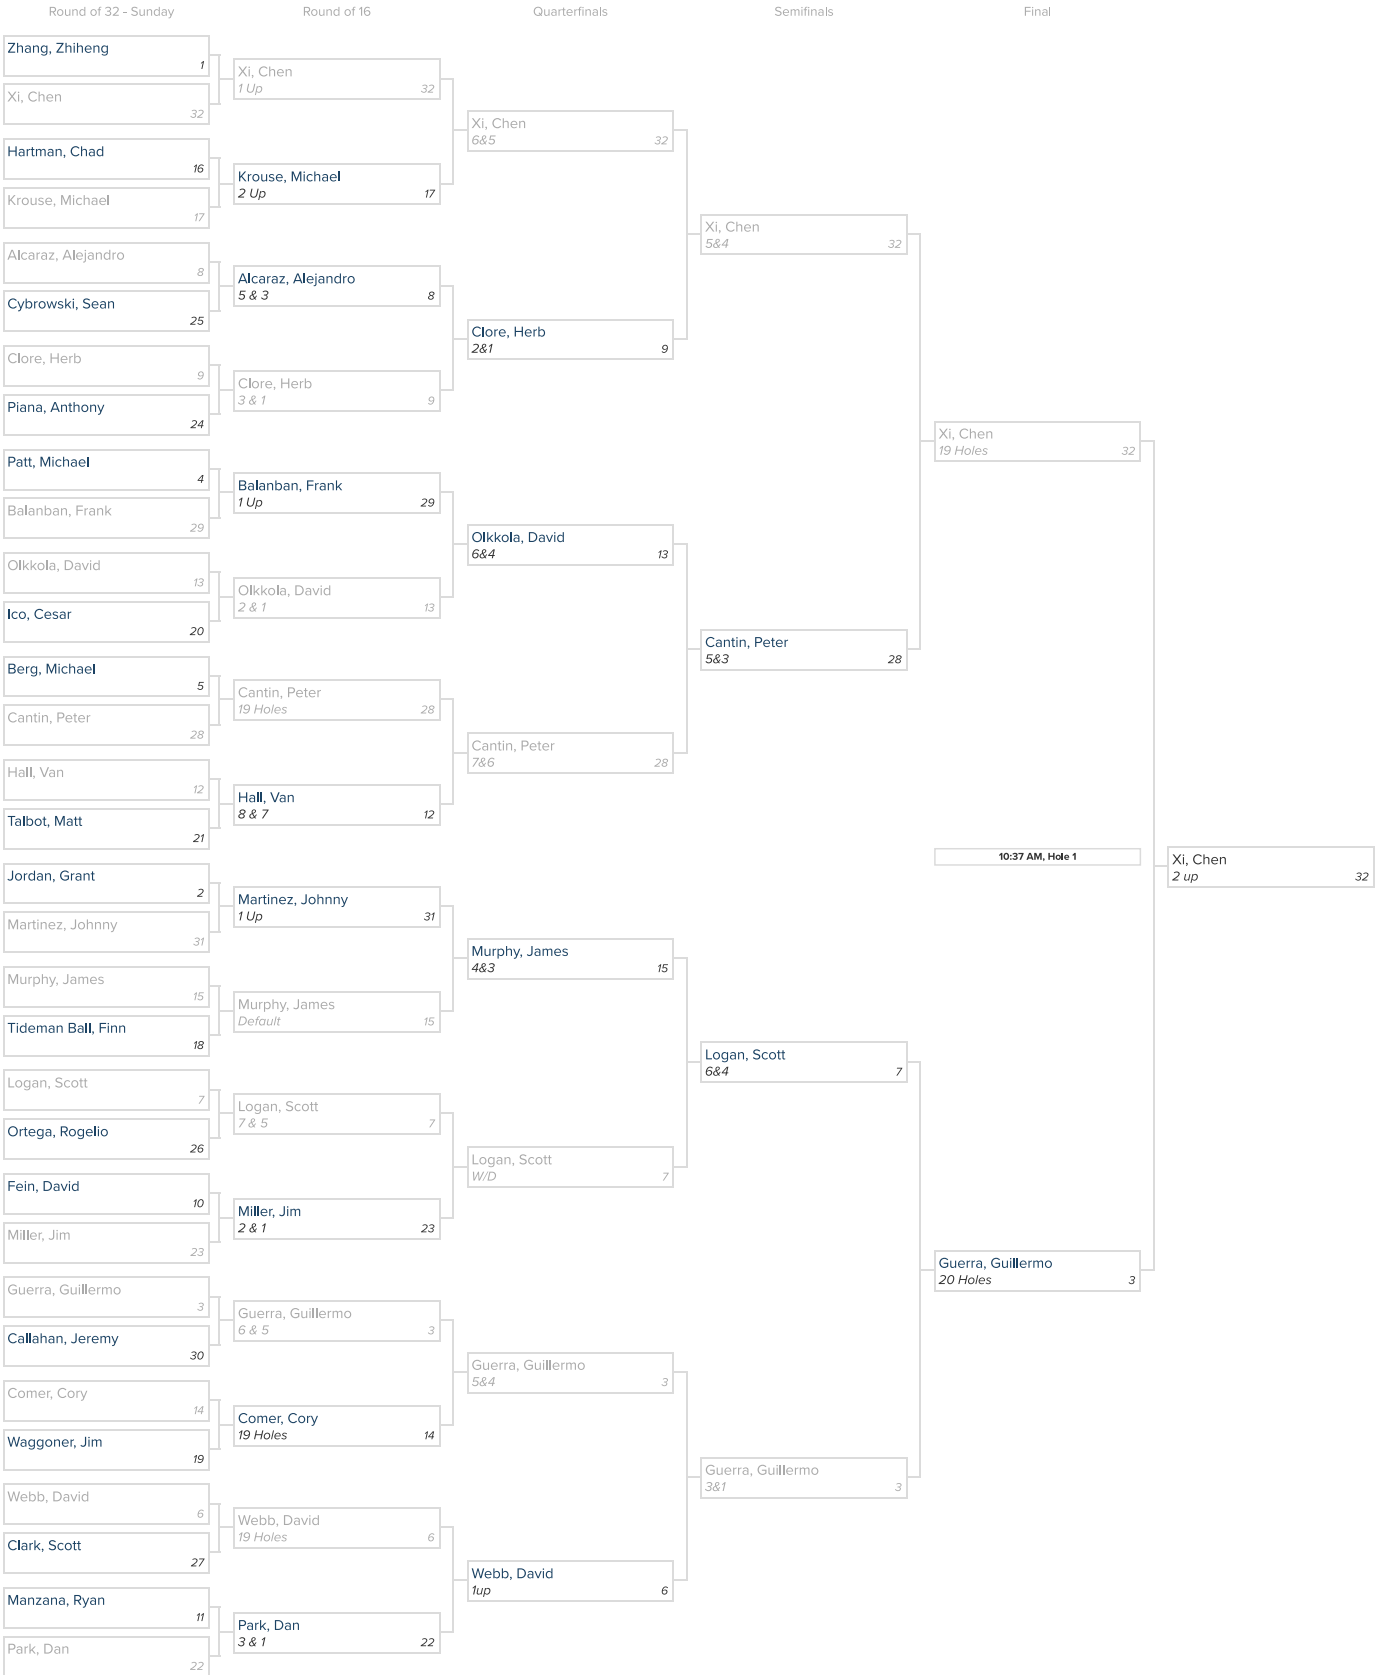 Round of 32 - Sunday
Round of 16
Quarterfinals
Semifinals
Final
Zhang, Zhiheng
1
Xi, Chen
32
Hartman, Chad
16
Krouse, Michael
17
Alcaraz, Alejandro
8
Cybrowski, Sean
25
Clore, Herb
9
Piana, Anthony
24
Patt, Michael
4
Balanban, Frank
29
Olkkola, David
13
Ico, Cesar
20
Berg, Michael
5
Cantin, Peter
28
Hall, Van
12
Talbot, Matt
21
Jordan, Grant
2
Martinez, Johnny
31
Murphy, James
15
Tideman Ball, Finn
18
Logan, Scott
7
Ortega, Rogelio
26
Fein, David
10
Miller, Jim
23
Guerra, Guillermo
3
Callahan, Jeremy
30
Comer, Cory
14
Waggoner, Jim
19
Webb, David
6
Clark, Scott
27
Manzana, Ryan
11
Park, Dan
22
Xi, Chen
1 Up 32
Krouse, Michael
2 Up 17
Alcaraz, Alejandro
5 & 3 8
Clore, Herb
3 & 1 9
Balanban, Frank
1 Up 29
Olkkola, David
2 & 1 13
Cantin, Peter
19 Holes 28
Hall, Van
8 & 7 12
Martinez, Johnny
1 Up 31
Murphy, James
Default 15
Logan, Scott
7 & 5 7
Miller, Jim
2 & 1 23
Guerra, Guillermo
6 & 5 3
Comer, Cory
19 Holes 14
Webb, David
19 Holes 6
Park, Dan
3 & 1 22
Xi, Chen
6&5 32
Clore, Herb
2&1 9
Olkkola, David
6&4 13
Cantin, Peter
7&6 28
Murphy, James
4&3 15
Logan, Scott
W/D 7
Guerra, Guillermo
5&4 3
Webb, David
1up 6
Xi, Chen
5&4 32
Cantin, Peter
5&3 28
Logan, Scott
6&4 7
Guerra, Guillermo
3&1 3
Xi, Chen
19 Holes 32
10:37 AM, Hole 1
Guerra, Guillermo
20 Holes 3
Xi, Chen
2 up 32